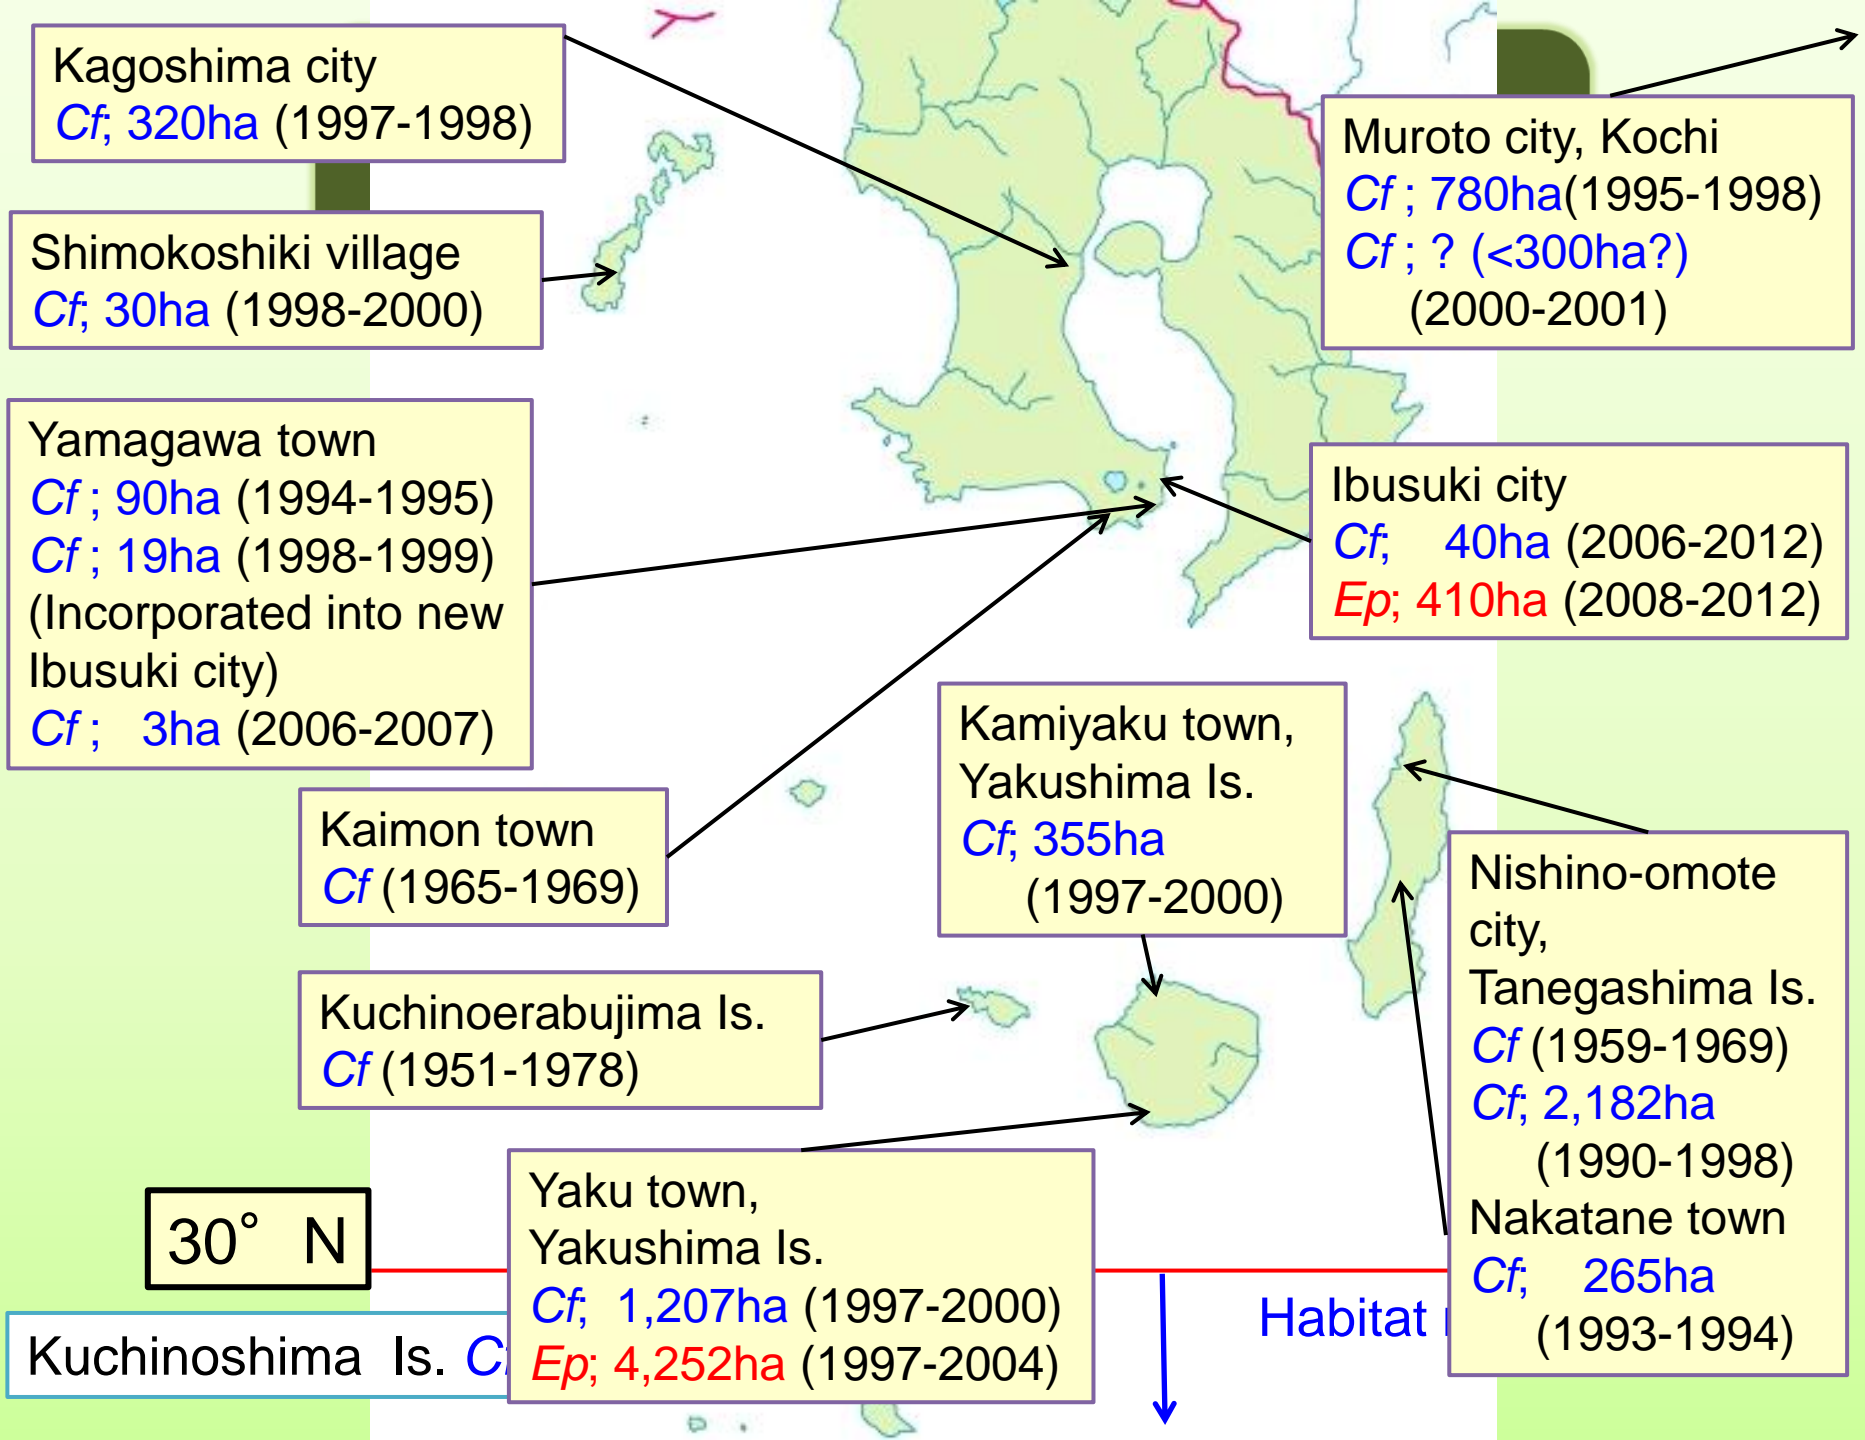 Kagoshima city
Cf; 320ha (1997-1998)
Muroto city, Kochi
Cf ; 780ha(1995-1998)
Cf ; ? (<300ha?)
(2000-2001)
Shimokoshiki village
Cf; 30ha (1998-2000)
Yamagawa town
Cf ; 90ha (1994-1995)
Cf ; 19ha (1998-1999)
(Incorporated into new
Ibusuki city)
Cf ; 3ha (2006-2007)
Ibusuki city
Cf; 40ha (2006-2012)
Ep; 410ha (2008-2012)
Kaimon town
Cf (1965-1969)
Kamiyaku town,
Yakushima Is.
Cf; 355ha
(1997-2000)
Nishino-omote
city,
Tanegashima Is.
Cf (1959-1969)
Cf; 2,182ha
(1990-1998)
Nakatane town
Cf; 265ha
(1993-1994)
Kuchinoerabujima Is.
Cf (1951-1978)
Yaku town,
Yakushima Is.
Cf; 1,207ha (1997-2000)
Ep; 4,252ha (1997-2004)
30° N
Habitat
Kuchinoshima Is.